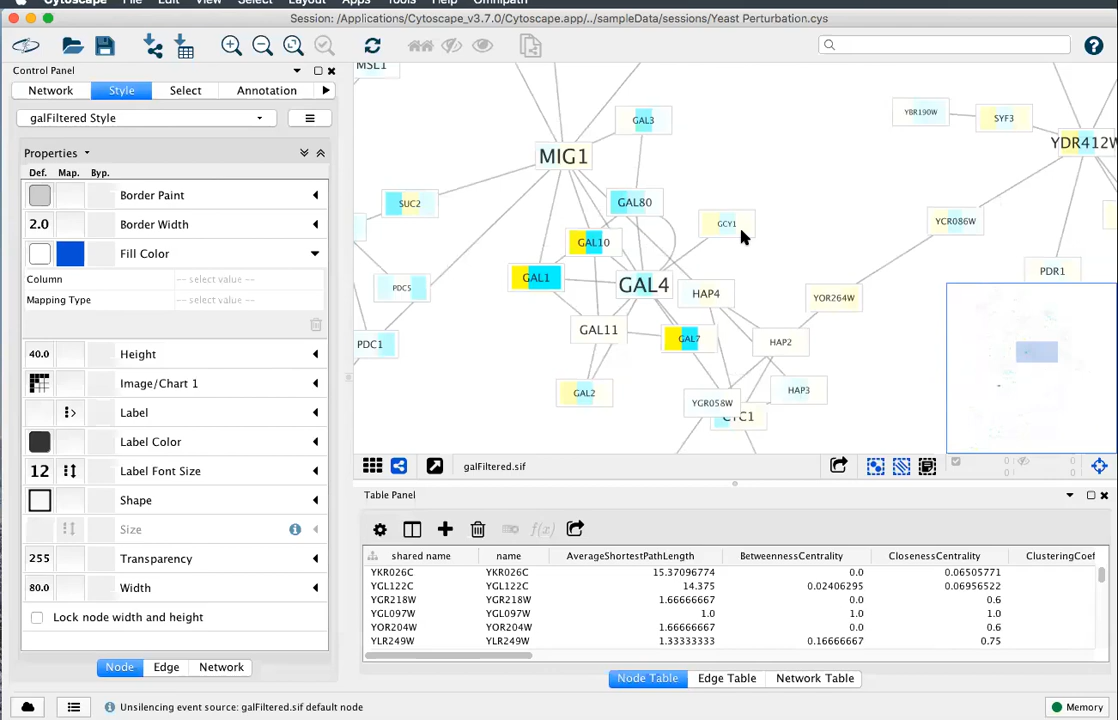 Cytoscape File Edit View Select Layout Apps Tools Help Omnipath
Session: /Applications/Cytoscape_v3.7.0/Cytoscape.app/../sampleData/sessions/Yeast Perturbation.cys
Control Panel
Network Style Select Annotation
galFiltered Style
Properties
Def. Map. Byp.
Border Paint
2.0 Border Width
Fill Color
Column -- select value --
Mapping Type -- select value --
40.0 Height
Image/Chart 1
Label
Label Color
12 Label Font Size
Shape
Size
255 Transparency
80.0 Width
Lock node width and height
Node Edge Network
MSL1
GAL3
YBR190W
SYF3
YDR412W
MIG1
SUC2
GAL80
GCY1
YCR086W
GAL10
GAL1
GAL4
PDR1
PDC5
HAP4
YOR264W
GAL11
GAL7
HAP2
PDC1
GAL2
HAP3
YGR058W
CYC1
galFiltered.sif
0 0
0 0
Table Panel
f(x)
shared name name AverageShortestPathLength BetweennessCentrality ClosenessCentrality ClusteringCoef
YKR026C YKR026C 15.37096774 0.0 0.06505771
YGL122C YGL122C 14.375 0.02406295 0.06956522
YGR218W YGR218W 1.66666667 0.0 0.6
YGL097W YGL097W 1.0 1.0 1.0
YOR204W YOR204W 1.66666667 0.0 0.6
YLR249W YLR249W 1.33333333 0.16666667 0.75
Node Table Edge Table Network Table
Unsilencing event source: galFiltered.sif default node
Memory